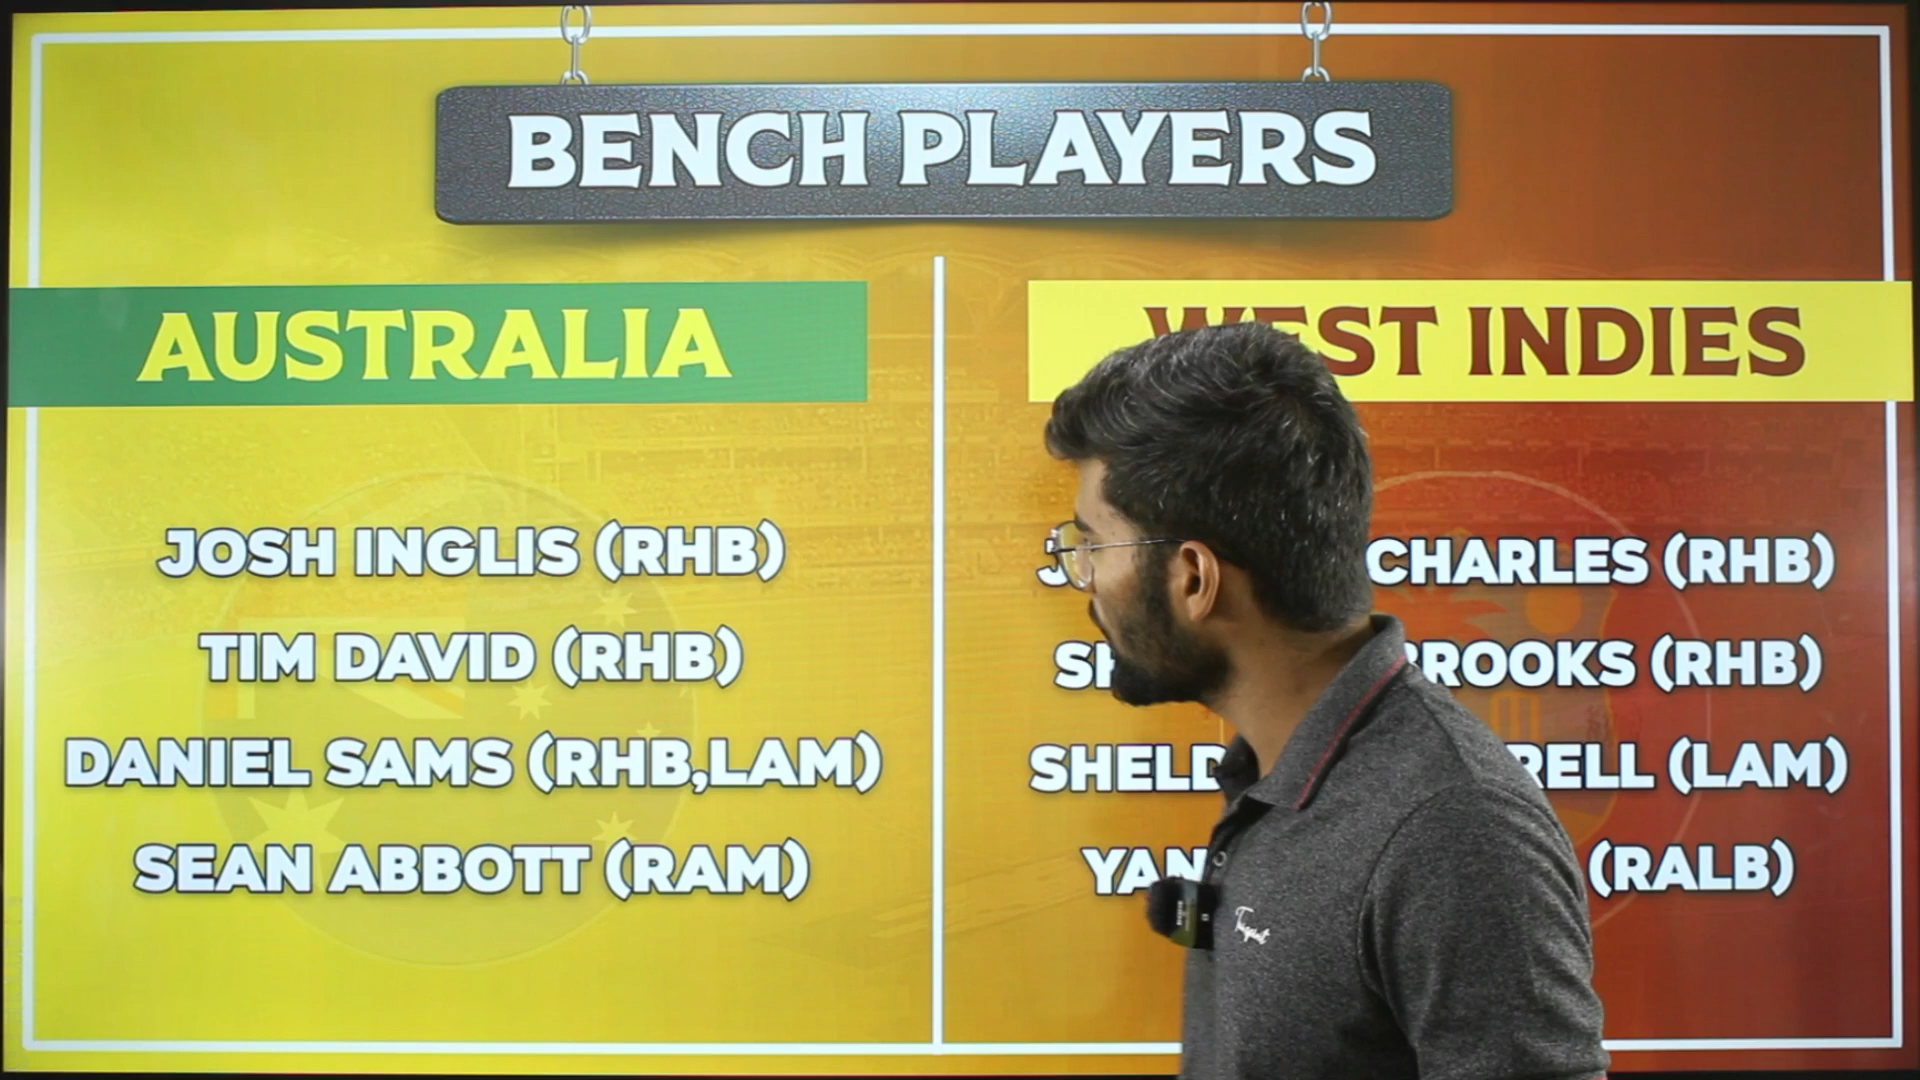 BENCH PLAYERS
AUSTRALIA
JOSH INGLIS (RHB)
TIM DAVID (RHB)
DANIEL SAMS (RHB,LAM)
SEAN ABBOTT (RAM)
WEST INDIES
CHARLES (RHB)
BROOKS (RHB)
(LAM)
(RALB)